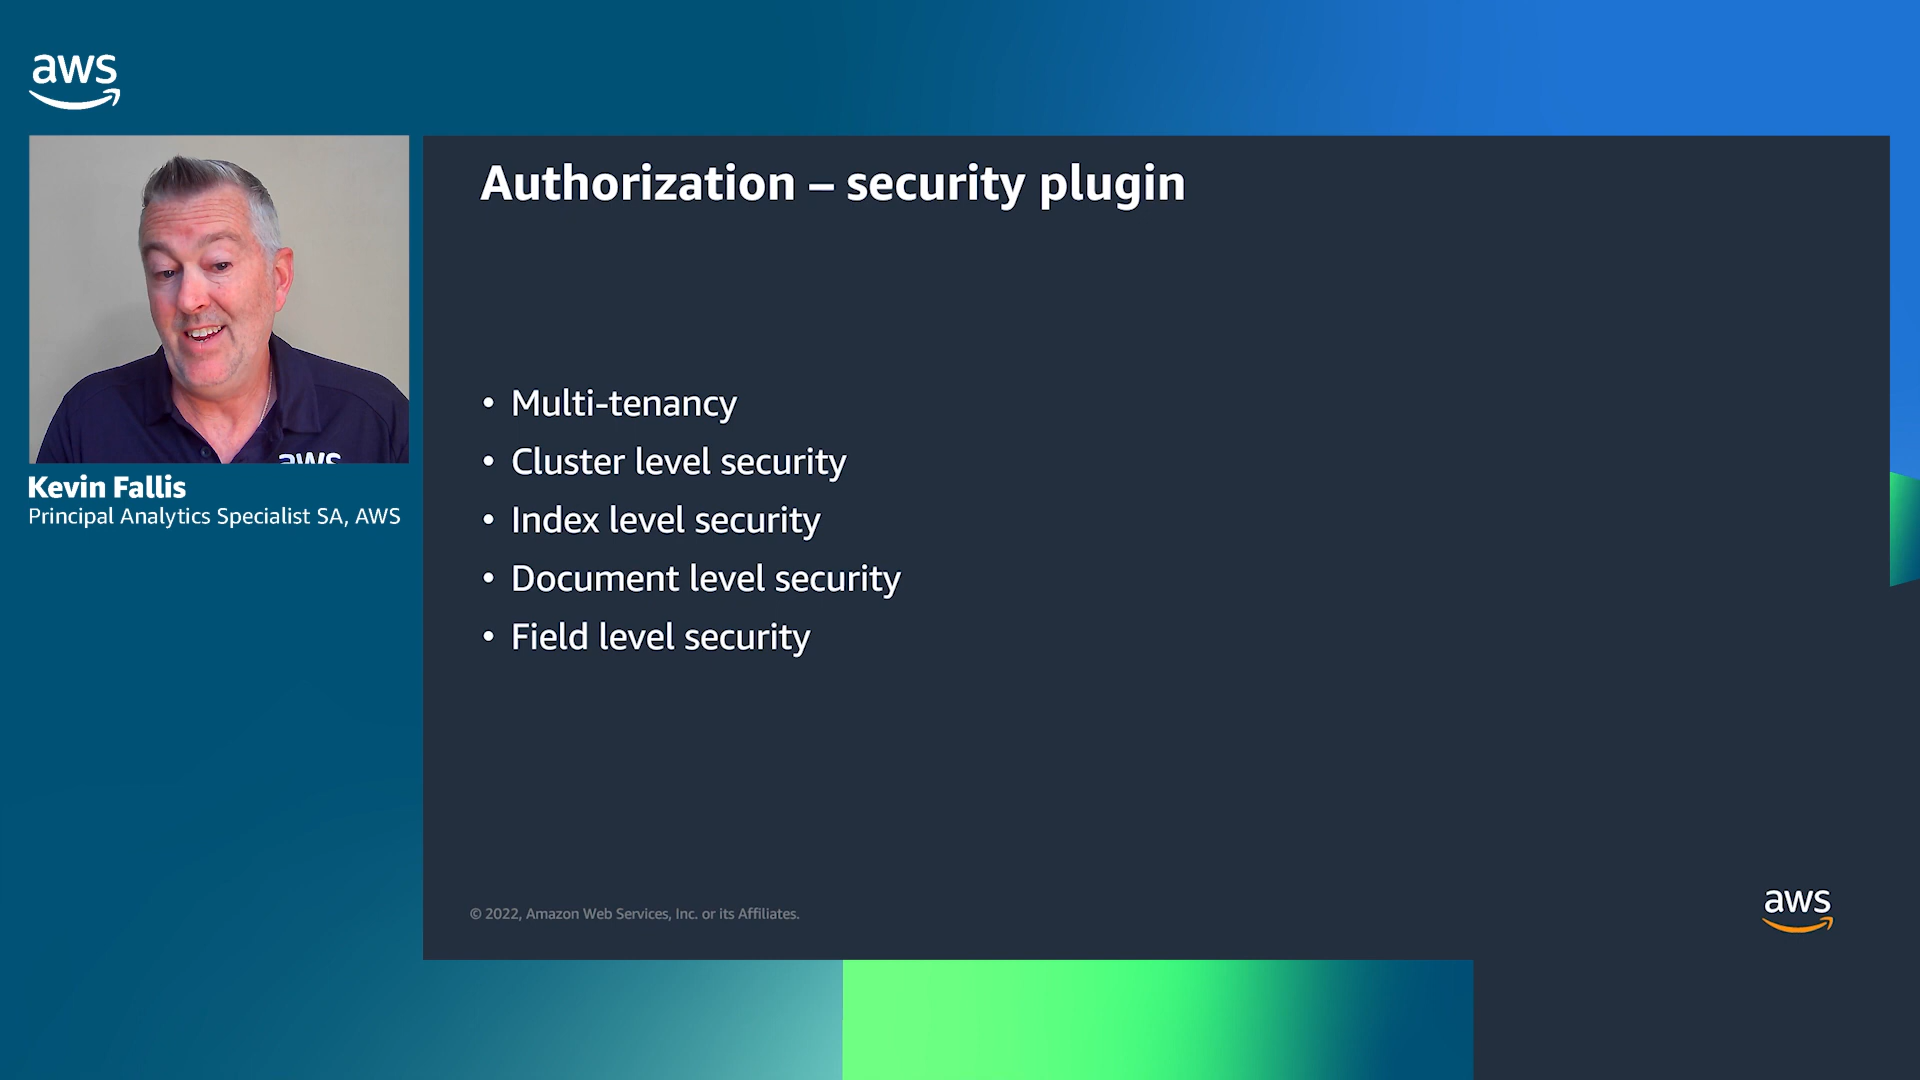 aws
aws
Kevin Fallis
Principal Analytics Specialist SA, AWS
Authorization – security plugin
• Multi-tenancy
• Cluster level security
• Index level security
• Document level security
• Field level security
© 2022, Amazon Web Services, Inc. or its Affiliates.
aws